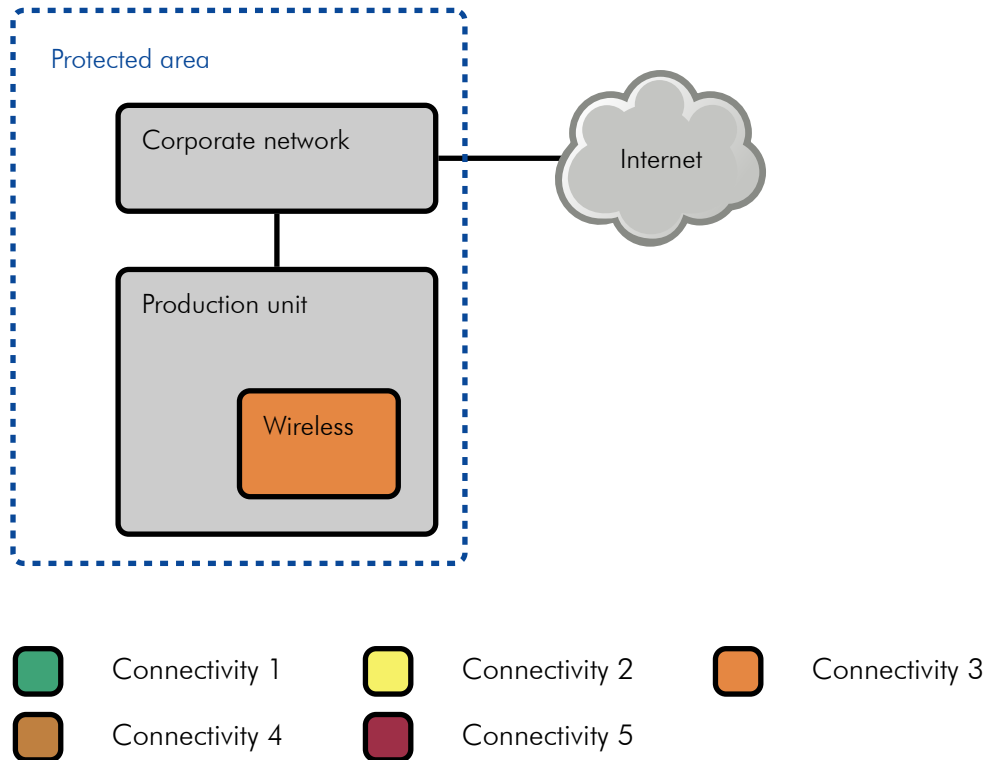 Protected area
Corporate network
Internet
Production unit
Wireless
Connectivity 1
Connectivity 2
Connectivity 3
Connectivity 4
Connectivity 5